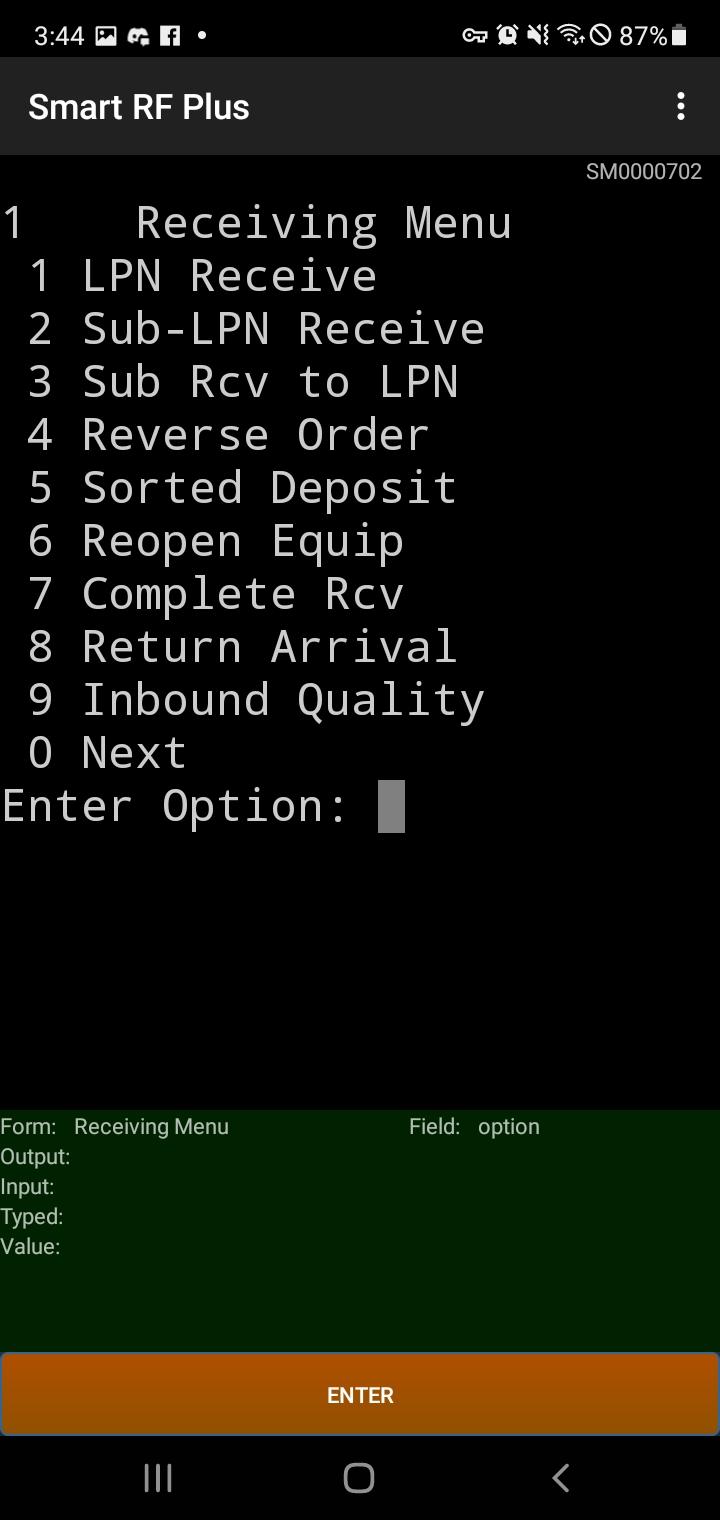 3:44 87%
Smart RF Plus
SM0000702
1 Receiving Menu
1 LPN Receive
2 Sub-LPN Receive
3 Sub Rcv to LPN
4 Reverse Order
5 Sorted Deposit
6 Reopen Equip
7 Complete Rcv
8 Return Arrival
9 Inbound Quality
0 Next
Enter Option:
Form: Receiving Menu Field: option
Output:
Input:
Typed:
Value:
ENTER